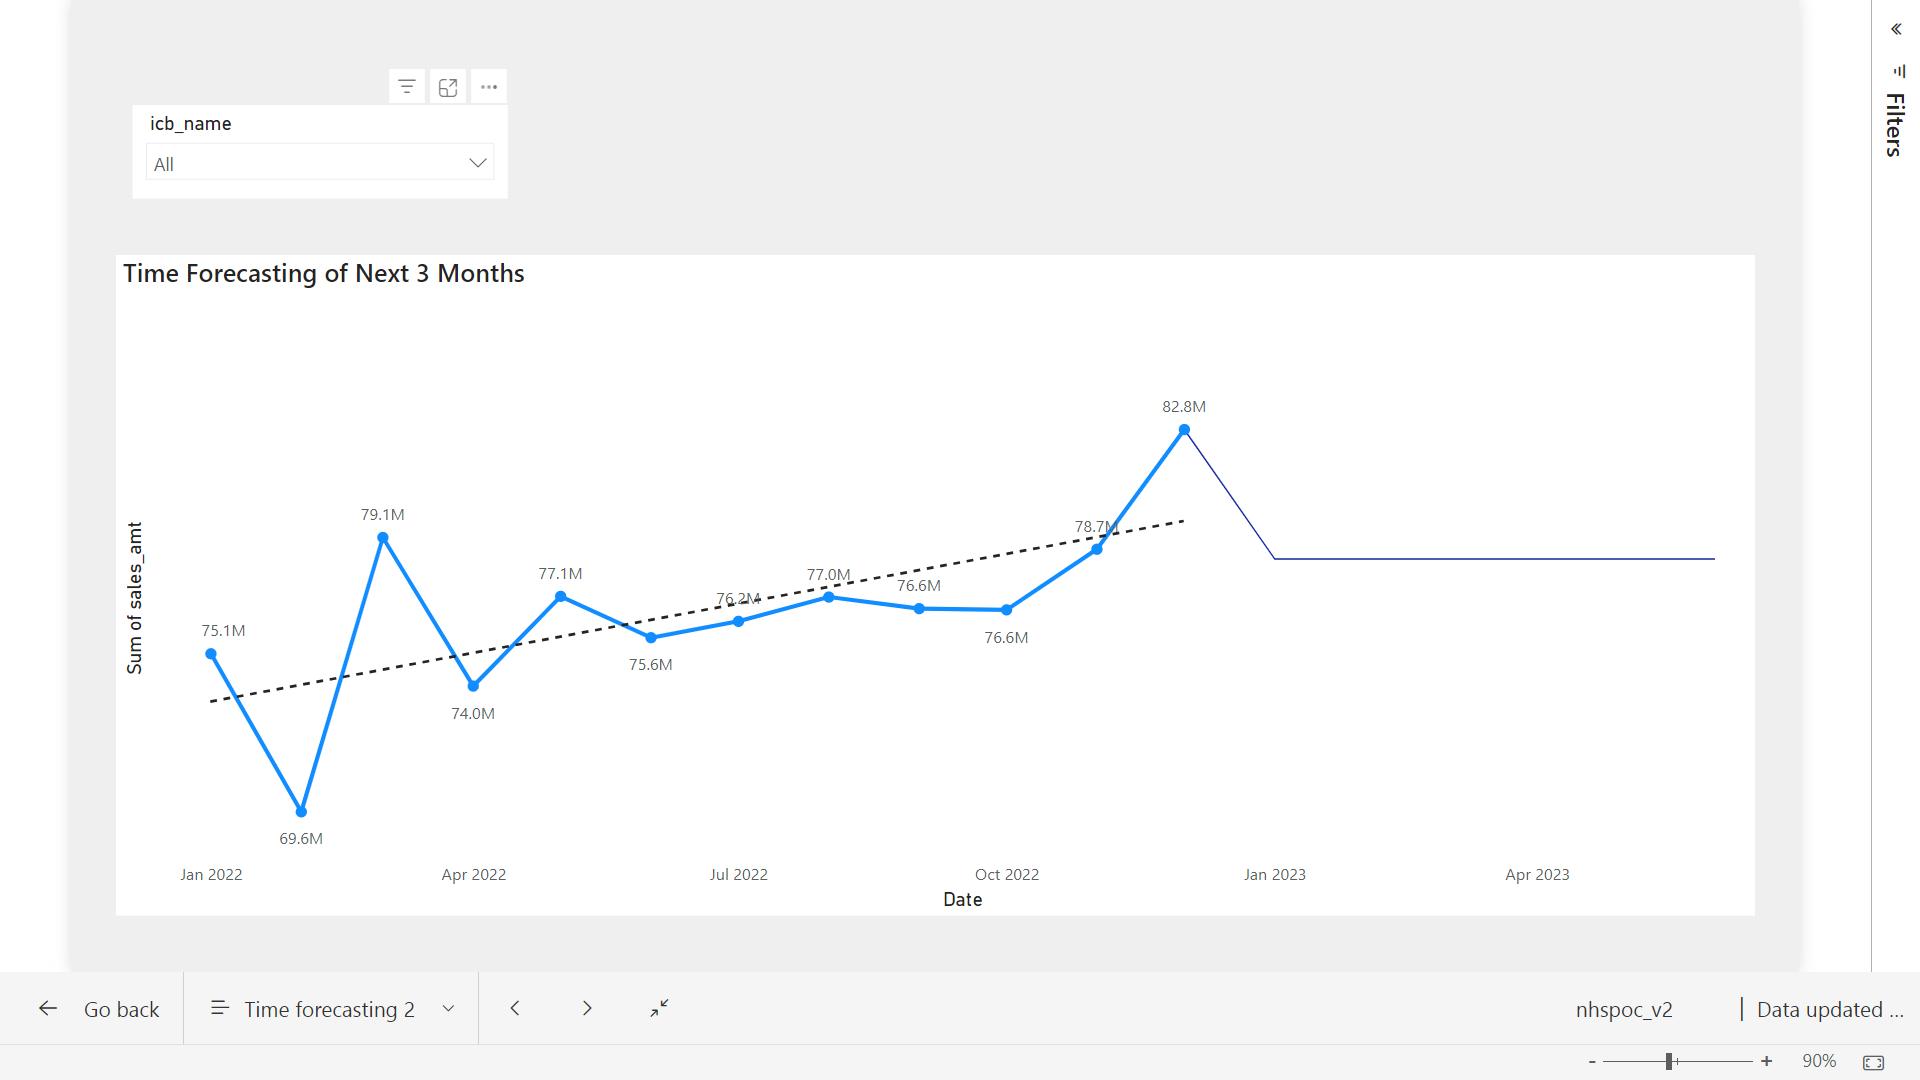 icb_name
All
Filters
Time Forecasting of Next 3 Months
Sum of sales_amt
75.1M
69.6M
79.1M
74.0M
77.1M
75.6M
76.2M
77.0M
76.6M
76.6M
78.7M
82.8M
Jan 2022
Apr 2022
Jul 2022
Oct 2022
Jan 2023
Apr 2023
Date
Go back
Time forecasting 2
nhspoc_v2
| Data updated ...
- + 90%